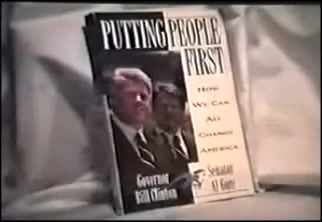 PUTTING PEOPLE
FIRST
HOW
WE CAN
ALL
CHANGE
AMERICA
Governor
Bill Clinton
Senator
Al Gore